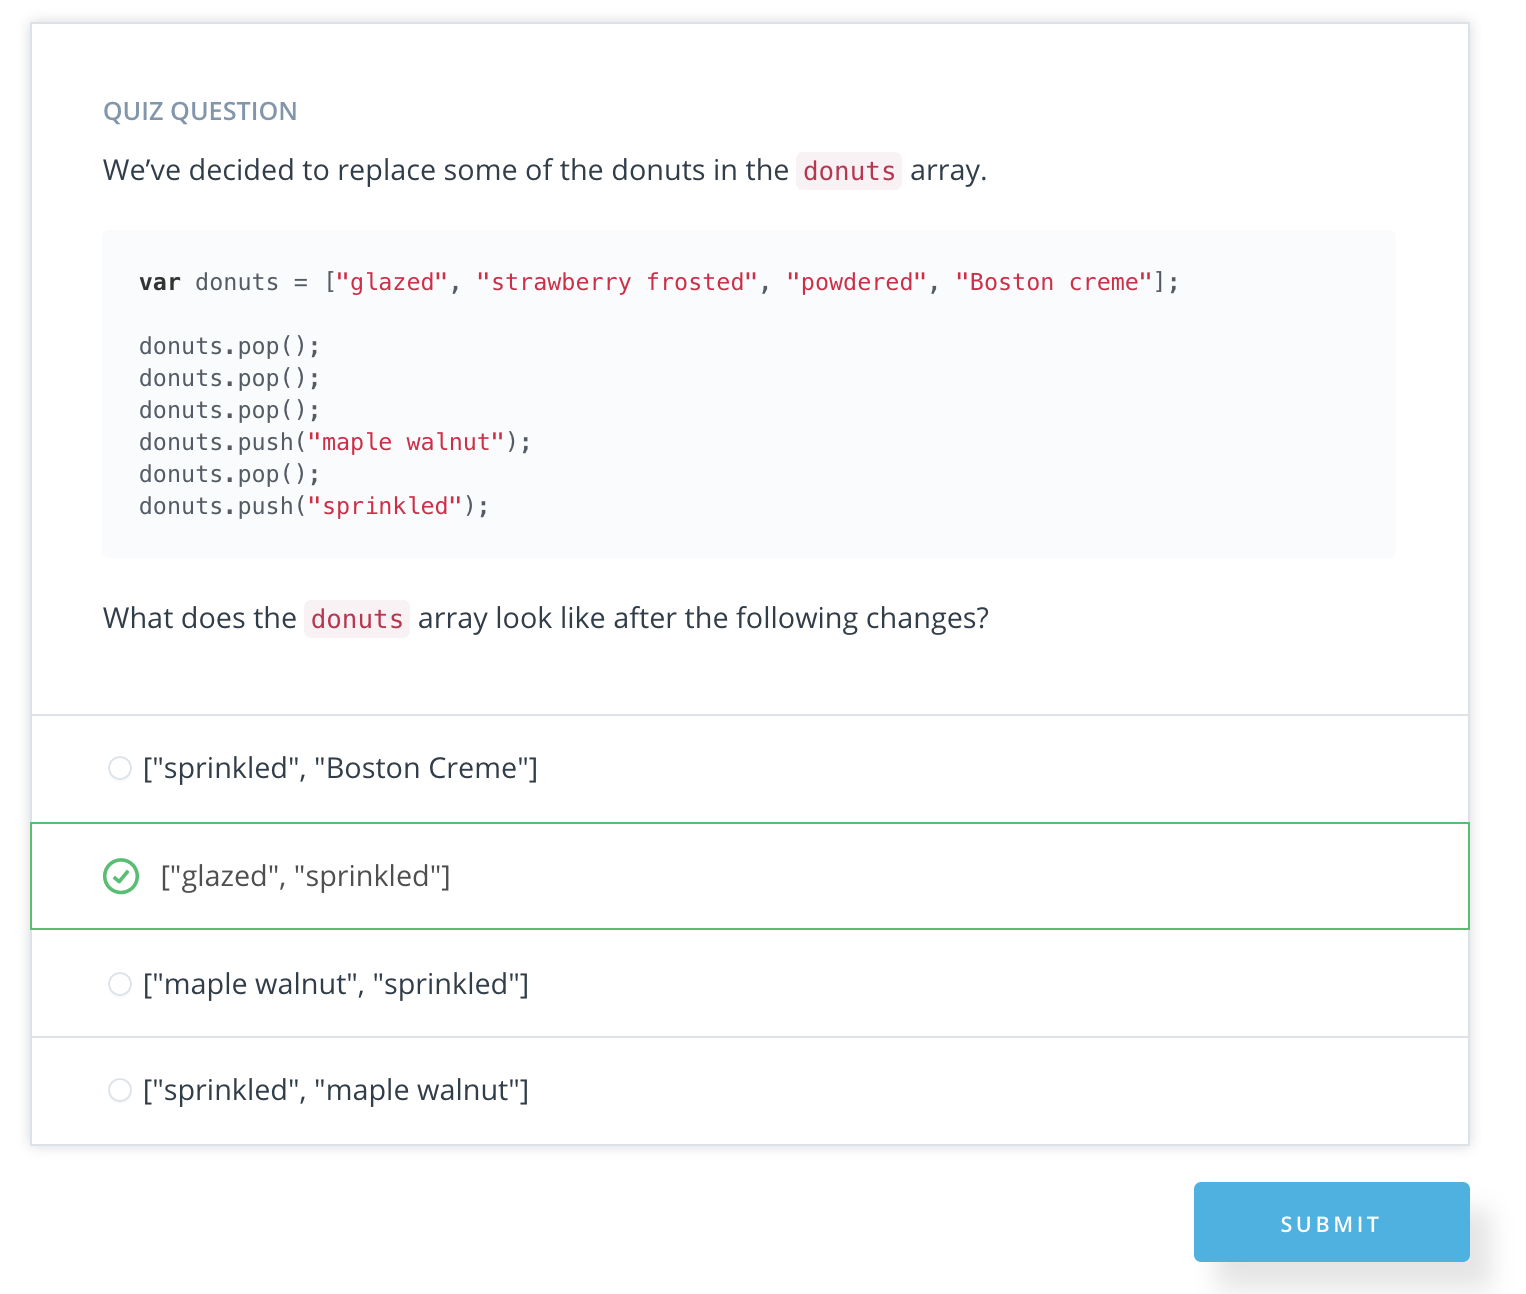 QUIZ QUESTION
We’ve decided to replace some of the donuts in the donuts array.
var donuts = ["glazed", "strawberry frosted", "powdered", "Boston creme"];
donuts.pop();
donuts.pop();
donuts.pop();
donuts.push("maple walnut");
donuts.pop();
donuts.push("sprinkled");
What does the donuts array look like after the following changes?
["sprinkled", "Boston Creme"]
["glazed", "sprinkled"]
["maple walnut", "sprinkled"]
["sprinkled", "maple walnut"]
SUBMIT